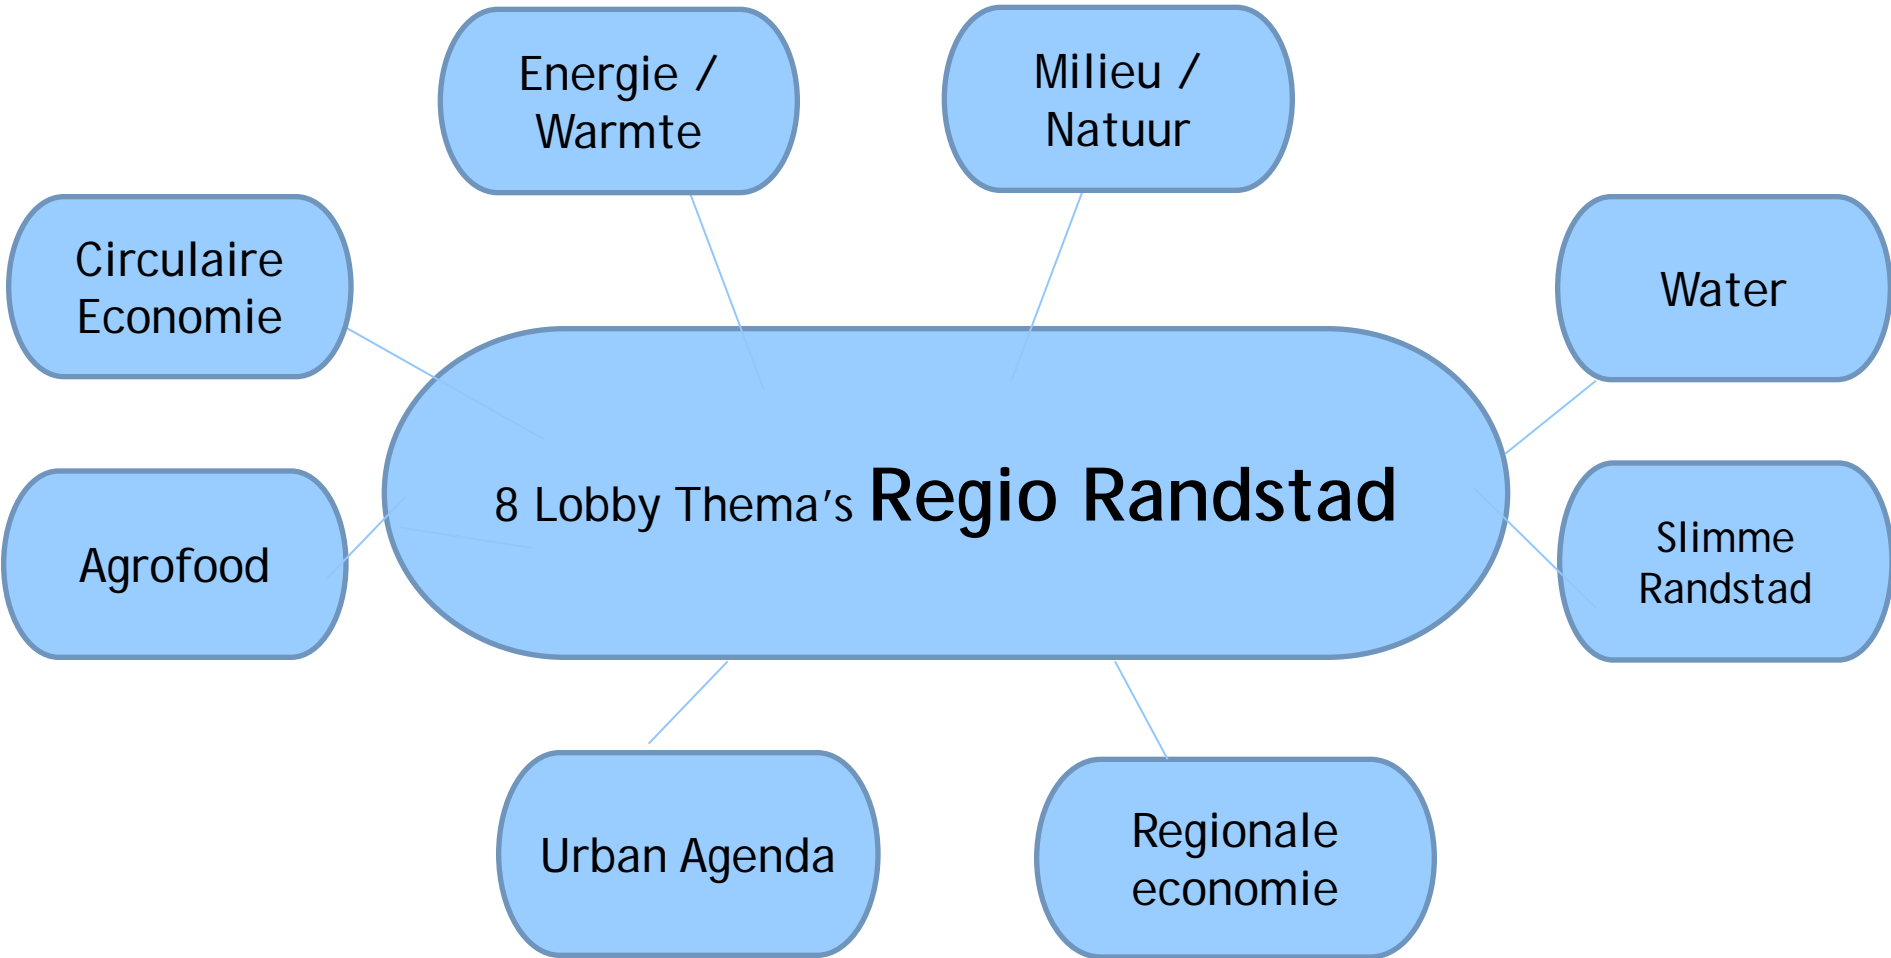 Energie /
Warmte
Milieu /
Natuur
Circulaire
Economie
Water
8 Lobby Thema's Regio Randstad
Agrofood
Slimme
Randstad
Urban Agenda
Regionale
economie